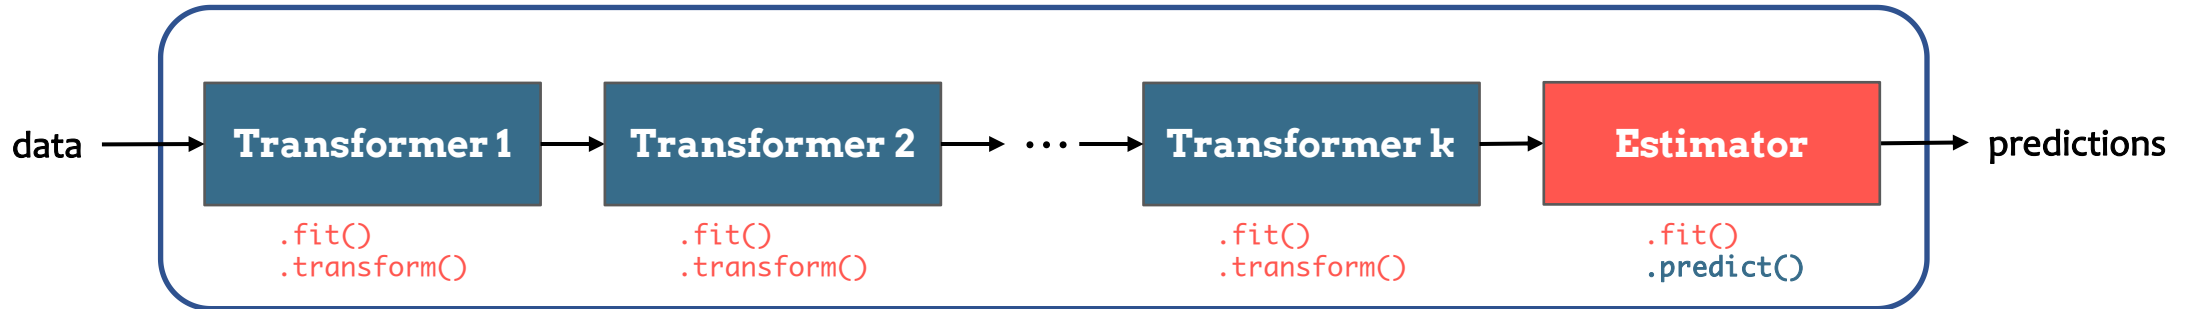 data
Transformer 1
Transformer 2
...
Transformer k
Estimator
predictions
.fit()
.transform()
.fit()
.transform()
.fit()
.transform()
.fit()
.predict()